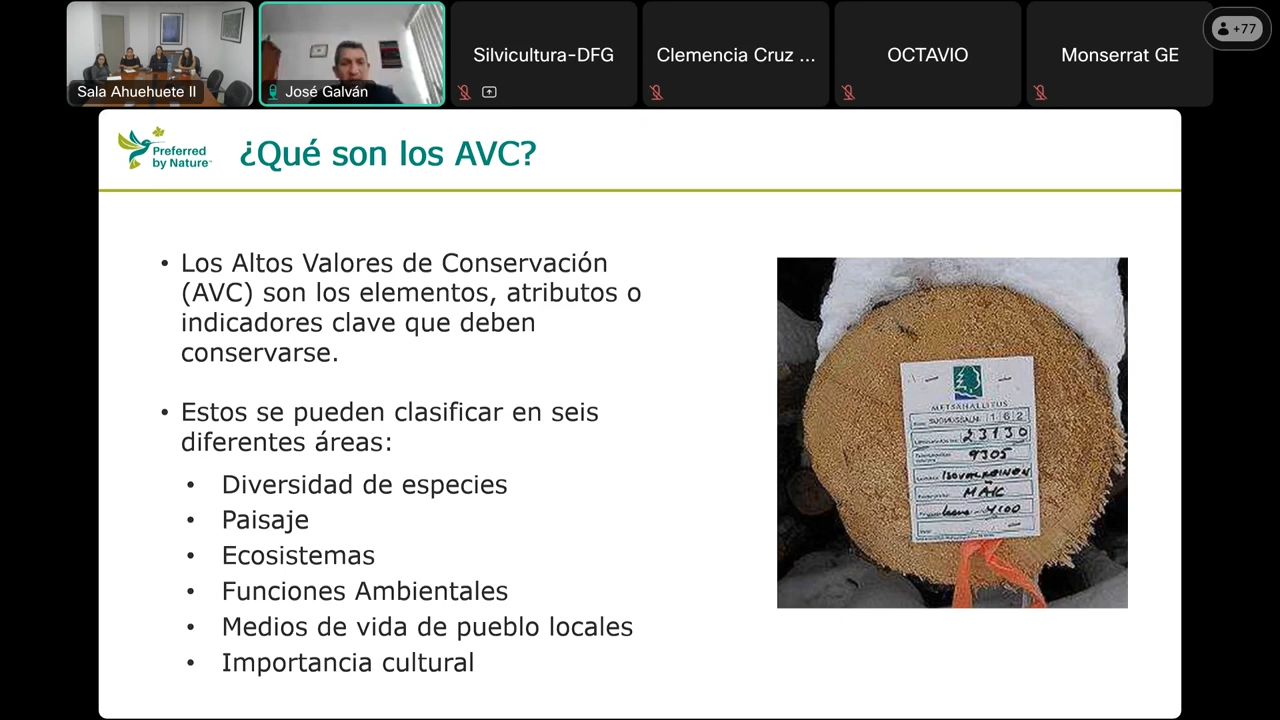 Sala Ahuehuete II
José Galván
Silvicultura-DFG
Clemencia Cruz ...
OCTAVIO
Monserrat GE
+77
Preferred
by Nature™
¿Qué son los AVC?
• Los Altos Valores de Conservación
(AVC) son los elementos, atributos o
indicadores clave que deben
conservarse.
• Estos se pueden clasificar en seis
diferentes áreas:
• Diversidad de especies
• Paisaje
• Ecosistemas
• Funciones Ambientales
• Medios de vida de pueblo locales
• Importancia cultural
METSÄHALLITUS
162
23130
9305